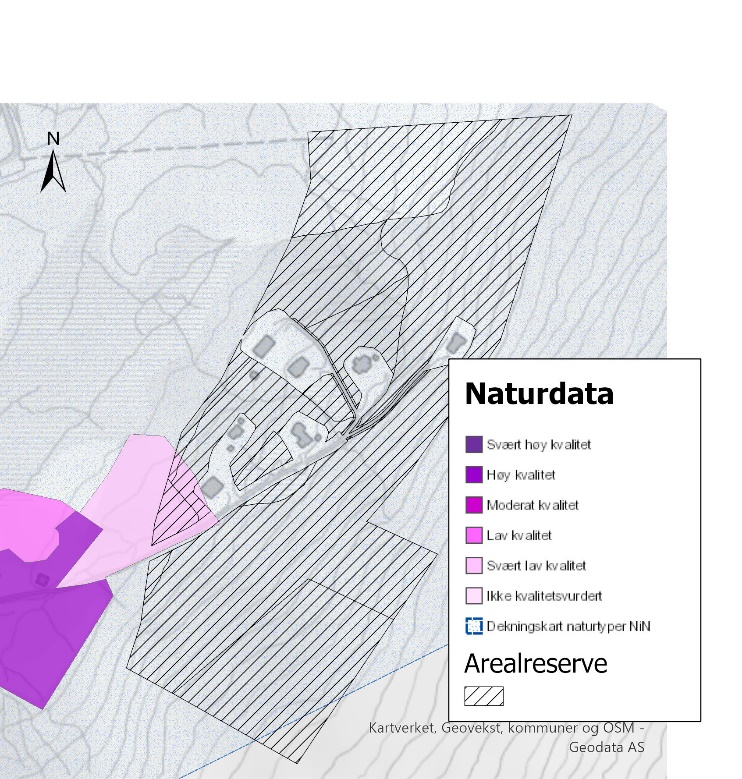 N
Naturdata
Svært høy kvalitet
Høy kvalitet
Moderat kvalitet
Lav kvalitet
Svært lav kvalitet
Ikke kvalitetsvurdert
Dekningskart naturtyper NiN
Arealreserve
Kartverket, Geovekst, kommuner og OSM -
Geodata AS